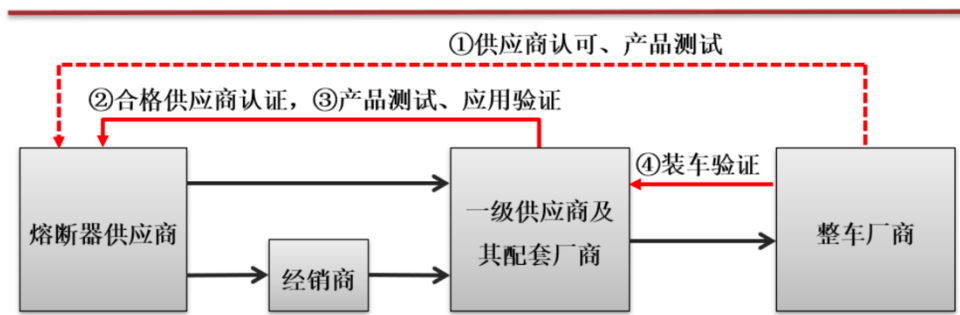 ①供应商认可、产品测试
②合格供应商认证，③产品测试、应用验证
④装车验证
熔断器供应商
经销商
一级供应商及
其配套厂商
整车厂商